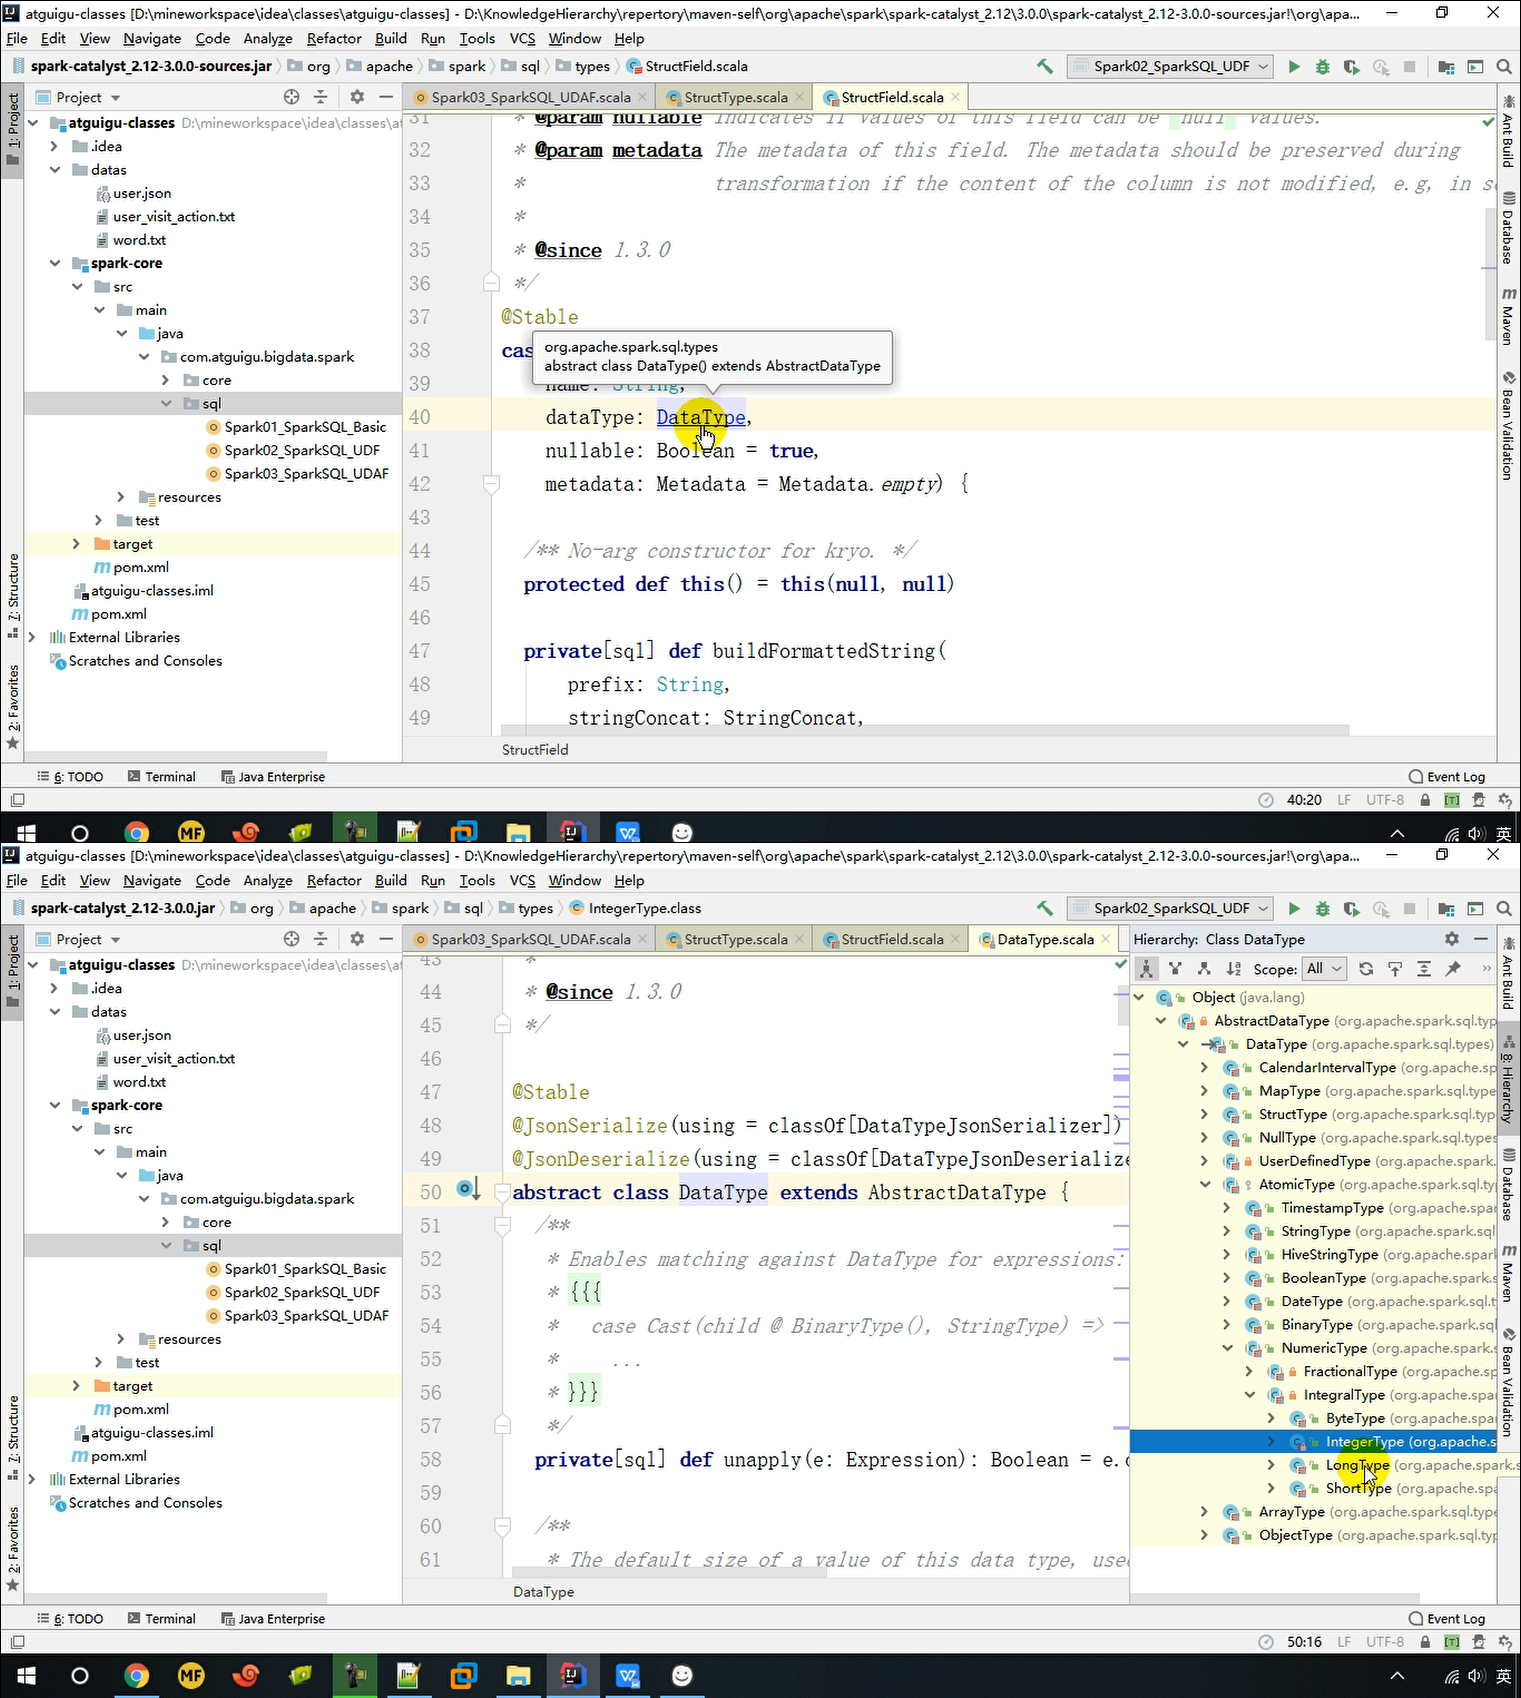 atguigu-classes [D:\mineworkspace\idea\classes\atguigu-classes] - D:\KnowledgeHierarchy\repertory\maven-self\org\apache\spark\spark-catalyst_2.12\3.0.0\spark-catalyst_2.12-3.0.0-sources.jar!\org\apa...
File Edit View Navigate Code Analyze Refactor Build Run Tools VCS Window Help
spark-catalyst_2.12-3.0.0-sources.jar org apache spark sql types StructField.scala Spark02_SparkSQL_UDF
Project Spark03_SparkSQL_UDAF.scala StructType.scala StructField.scala
1: Project
7: Structure
2: Favorites
atguigu-classes D:\mineworkspace\idea\classes\at
.idea
datas
user.json
user_visit_action.txt
word.txt
spark-core
src
main
java
com.atguigu.bigdata.spark
core
sql
Spark01_SparkSQL_Basic
Spark02_SparkSQL_UDF
Spark03_SparkSQL_UDAF
resources
test
target
pom.xml
atguigu-classes.iml
pom.xml
External Libraries
Scratches and Consoles
31 * @param nullable Indicates if values of this field can be `null` values.
32 * @param metadata The metadata of this field. The metadata should be preserved during
33 * transformation if the content of the column is not modified, e.g, in s
34 *
35 * @since 1.3.0
36 */
37 @Stable
38 cas
org.apache.spark.sql.types
abstract class DataType() extends AbstractDataType
39 name: String,
40 dataType: DataType,
41 nullable: Boolean = true,
42 metadata: Metadata = Metadata.empty) {
43
44 /** No-arg constructor for kryo. */
45 protected def this() = this(null, null)
46
47 private[sql] def buildFormattedString(
48 prefix: String,
49 stringConcat: StringConcat,
StructField
Ant Build
Database
Maven
Bean Validation
6: TODO Terminal Java Enterprise Event Log
40:20 LF UTF-8
英
atguigu-classes [D:\mineworkspace\idea\classes\atguigu-classes] - D:\KnowledgeHierarchy\repertory\maven-self\org\apache\spark\spark-catalyst_2.12\3.0.0\spark-catalyst_2.12-3.0.0-sources.jar!\org\apa...
File Edit View Navigate Code Analyze Refactor Build Run Tools VCS Window Help
spark-catalyst_2.12-3.0.0.jar org apache spark sql types IntegerType.class Spark02_SparkSQL_UDF
Project Spark03_SparkSQL_UDAF.scala StructType.scala StructField.scala DataType.scala Hierarchy: Class DataType
1: Project
7: Structure
2: Favorites
atguigu-classes D:\mineworkspace\idea\classes\at
.idea
datas
user.json
user_visit_action.txt
word.txt
spark-core
src
main
java
com.atguigu.bigdata.spark
core
sql
Spark01_SparkSQL_Basic
Spark02_SparkSQL_UDF
Spark03_SparkSQL_UDAF
resources
test
target
pom.xml
atguigu-classes.iml
pom.xml
External Libraries
Scratches and Consoles
43 *
44 * @since 1.3.0
45 */
46
47 @Stable
48 @JsonSerialize(using = classOf[DataTypeJsonSerializer])
49 @JsonDeserialize(using = classOf[DataTypeJsonDeserialize
50 abstract class DataType extends AbstractDataType {
51 /**
52 * Enables matching against DataType for expressions:
53 * {{{
54 * case Cast(child @ BinaryType(), StringType) =>
55 * ...
56 * }}}
57 */
58 private[sql] def unapply(e: Expression): Boolean = e.d
59
60 /**
61 * The default size of a value of this data type, used
DataType
Scope: All
Object (java.lang)
AbstractDataType (org.apache.spark.sql.typ
DataType (org.apache.spark.sql.types)
CalendarIntervalType (org.apache.sp
MapType (org.apache.spark.sql.type
StructType (org.apache.spark.sql.typ
NullType (org.apache.spark.sql.types
UserDefinedType (org.apache.spark.
AtomicType (org.apache.spark.sql.ty
TimestampType (org.apache.spar
StringType (org.apache.spark.sql.
HiveStringType (org.apache.spark
BooleanType (org.apache.spark.s
DateType (org.apache.spark.sql.t
BinaryType (org.apache.spark.sql
NumericType (org.apache.spark.s
FractionalType (org.apache.sp
IntegralType (org.apache.spar
ByteType (org.apache.spar
IntegerType (org.apache.s
LongType (org.apache.spark.s
ShortType (org.apache.spa
ArrayType (org.apache.spark.sql.type
ObjectType (org.apache.spark.sql.typ
Ant Build
8: Hierarchy
Database
Maven
Bean Validation
6: TODO Terminal Java Enterprise Event Log
50:16 LF UTF-8
英